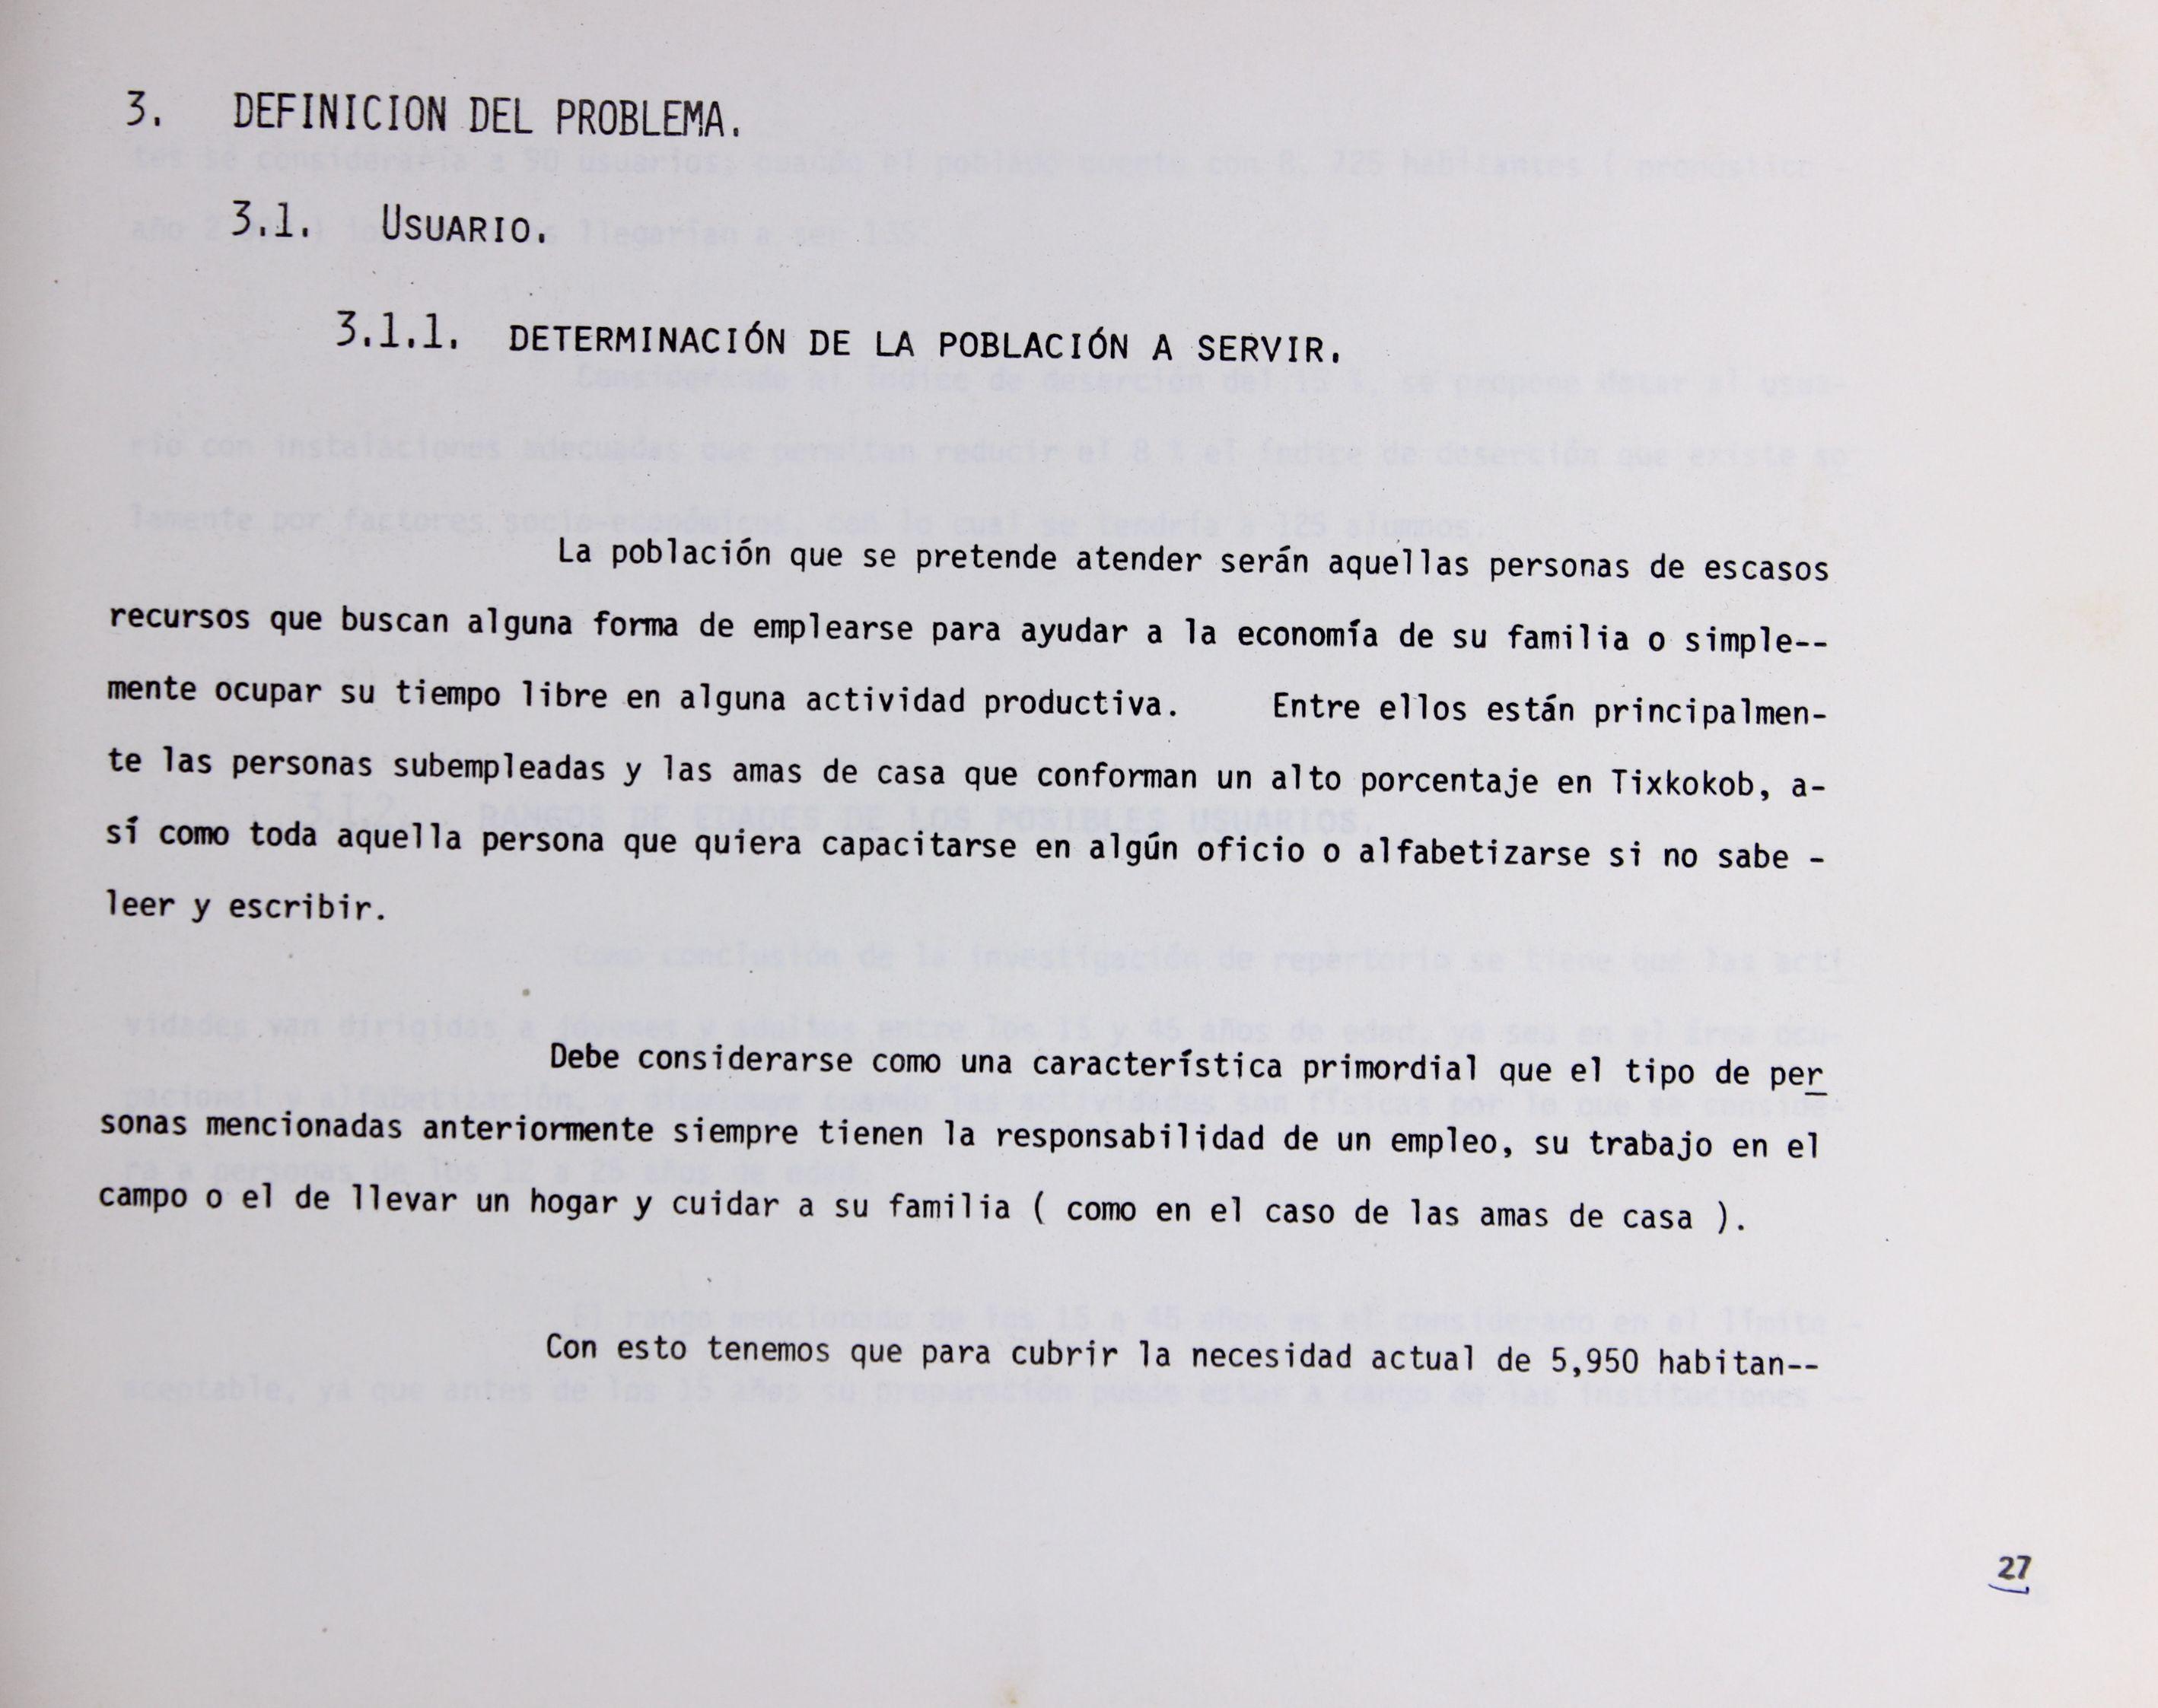 3. DEFINICION DEL PROBLEMA.
3.1. USUARIO.
3.1.1. DETERMINACIÓN DE LA POBLACIÓN A SERVIR.
La población que se pretende atender serán aquellas personas de escasos
recursos que buscan alguna forma de emplearse para ayudar a la economía de su familia o simple--
mente ocupar su tiempo libre en alguna actividad productiva. Entre ellos están principalmen-
te las personas subempleadas y las amas de casa que conforman un alto porcentaje en Tixkokob, a-
sí como toda aquella persona que quiera capacitarse en algún oficio o alfabetizarse si no sabe -
leer y escribir.
Debe considerarse como una característica primordial que el tipo de per
sonas mencionadas anteriormente siempre tienen la responsabilidad de un empleo, su trabajo en el
campo o el de llevar un hogar y cuidar a su familia ( como en el caso de las amas de casa ).
Con esto tenemos que para cubrir la necesidad actual de 5,950 habitan--
27